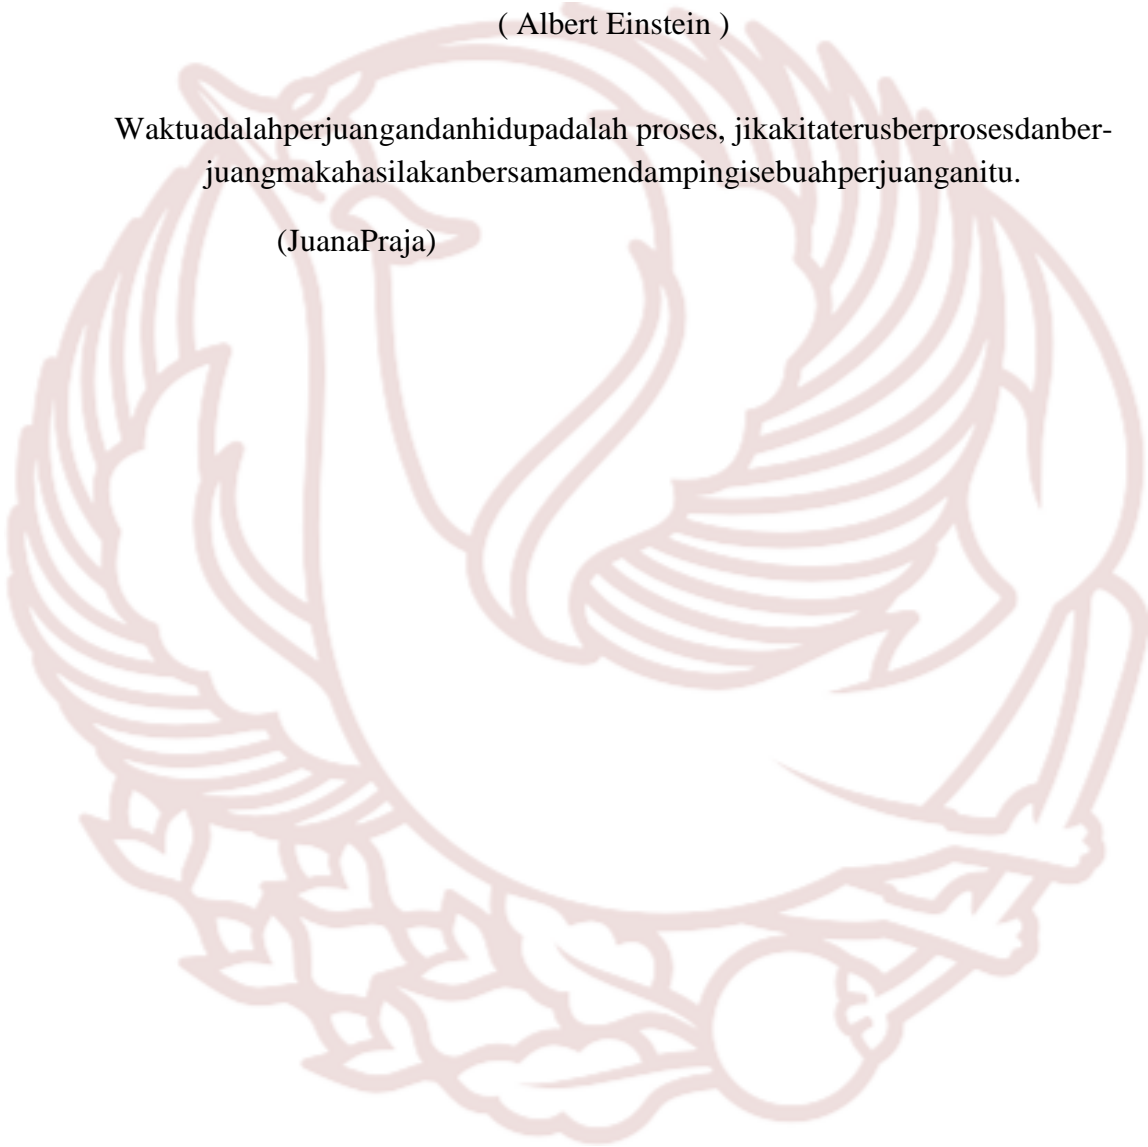 ( Albert Einstein )
Waktuadalahperjuangandanhidupadalah proses, jikakitaterusberprosesdanber-
juangmakahasilakanbersamamendampingisebuahperjuanganitu.
(JuanaPraja)